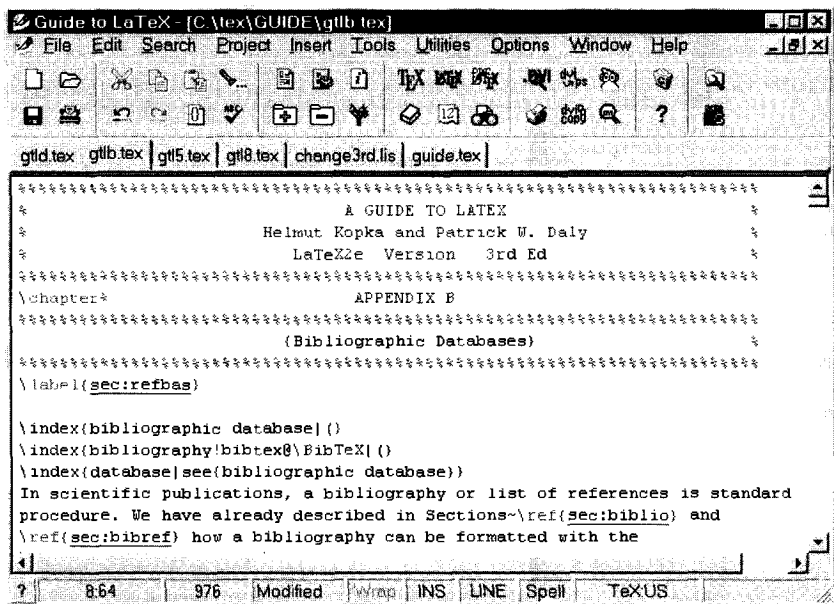 Guide to LaTeX - [C:\tex\GUIDE\gtlb.tex]
File Edit Search Project Insert Tools Utilities Options Window Help
gtld.tex gtlb.tex gtl5.tex gtl8.tex change3rd.lis guide.tex
%%%%%%%%%%%%%%%%%%%%%%%%%%%%%%%%%%%%%%%%%%%%%%%%%%%%%%%%%%%%%%%%%%%%%%%%%%%
% A GUIDE TO LATEX %
% Helmut Kopka and Patrick W. Daly %
% LaTeX2e Version 3rd Ed %
%%%%%%%%%%%%%%%%%%%%%%%%%%%%%%%%%%%%%%%%%%%%%%%%%%%%%%%%%%%%%%%%%%%%%%%%%%%
\chapter% APPENDIX B
%%%%%%%%%%%%%%%%%%%%%%%%%%%%%%%%%%%%%%%%%%%%%%%%%%%%%%%%%%%%%%%%%%%%%%%%%%%
{Bibliographic Databases} %
%%%%%%%%%%%%%%%%%%%%%%%%%%%%%%%%%%%%%%%%%%%%%%%%%%%%%%%%%%%%%%%%%%%%%%%%%%%
\label{sec:refbas}
\index{bibliographic database|(}
\index{bibliography!bibtex@\BibTeX|(}
\index{database|see{bibliographic database}}
In scientific publications, a bibliography or list of references is standard
procedure. We have already described in Sections~\ref{sec:biblio} and
\ref{sec:bibref} how a bibliography can be formatted with the
? 8:64 976 Modified Wrap INS LINE Spell TeX:US